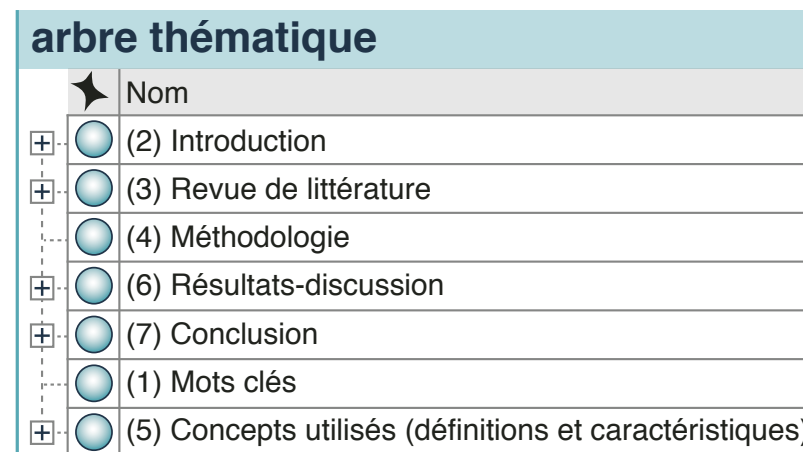 arbre thématique
Nom
(2) Introduction
(3) Revue de littérature
(4) Méthodologie
(6) Résultats-discussion
(7) Conclusion
(1) Mots clés
(5) Concepts utilisés (définitions et caractéristiques)